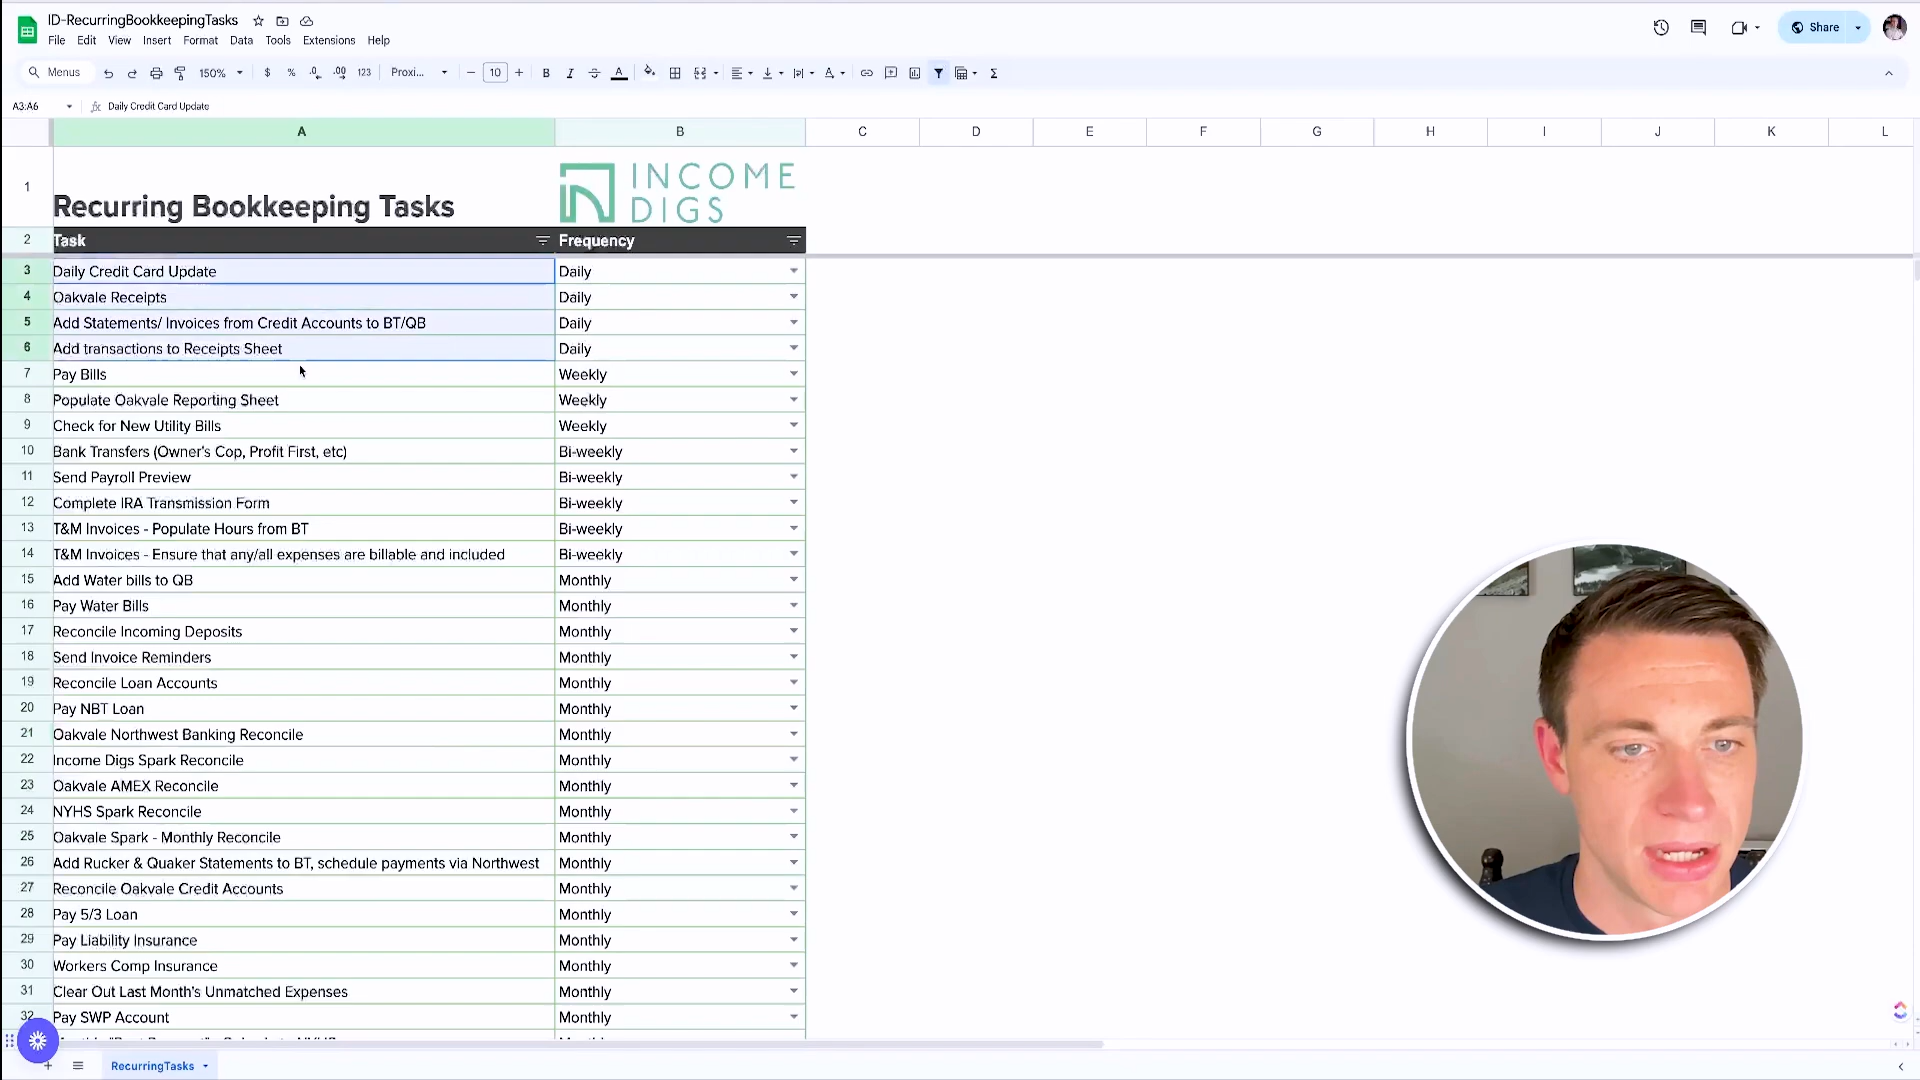 ID-RecurringBookkeepingTasks
File Edit View Insert Format Data Tools Extensions Help
Share
Menus 150% $ % .0 .00 123 Proxi... 10 B I A Σ
A3:A6 fx Daily Credit Card Update
A B C D E F G H I J K L
1 Recurring Bookkeeping Tasks INCOME
DIGS
2 Task Frequency
3 Daily Credit Card Update Daily
4 Oakvale Receipts Daily
5 Add Statements/ Invoices from Credit Accounts to BT/QB Daily
6 Add transactions to Receipts Sheet Daily
7 Pay Bills Weekly
8 Populate Oakvale Reporting Sheet Weekly
9 Check for New Utility Bills Weekly
10 Bank Transfers (Owner's Cop, Profit First, etc) Bi-weekly
11 Send Payroll Preview Bi-weekly
12 Complete IRA Transmission Form Bi-weekly
13 T&M Invoices - Populate Hours from BT Bi-weekly
14 T&M Invoices - Ensure that any/all expenses are billable and included Bi-weekly
15 Add Water bills to QB Monthly
16 Pay Water Bills Monthly
17 Reconcile Incoming Deposits Monthly
18 Send Invoice Reminders Monthly
19 Reconcile Loan Accounts Monthly
20 Pay NBT Loan Monthly
21 Oakvale Northwest Banking Reconcile Monthly
22 Income Digs Spark Reconcile Monthly
23 Oakvale AMEX Reconcile Monthly
24 NYHS Spark Reconcile Monthly
25 Oakvale Spark - Monthly Reconcile Monthly
26 Add Rucker & Quaker Statements to BT, schedule payments via Northwest Monthly
27 Reconcile Oakvale Credit Accounts Monthly
28 Pay 5/3 Loan Monthly
29 Pay Liability Insurance Monthly
30 Workers Comp Insurance Monthly
31 Clear Out Last Month's Unmatched Expenses Monthly
32 Pay SWP Account Monthly
RecurringTasks